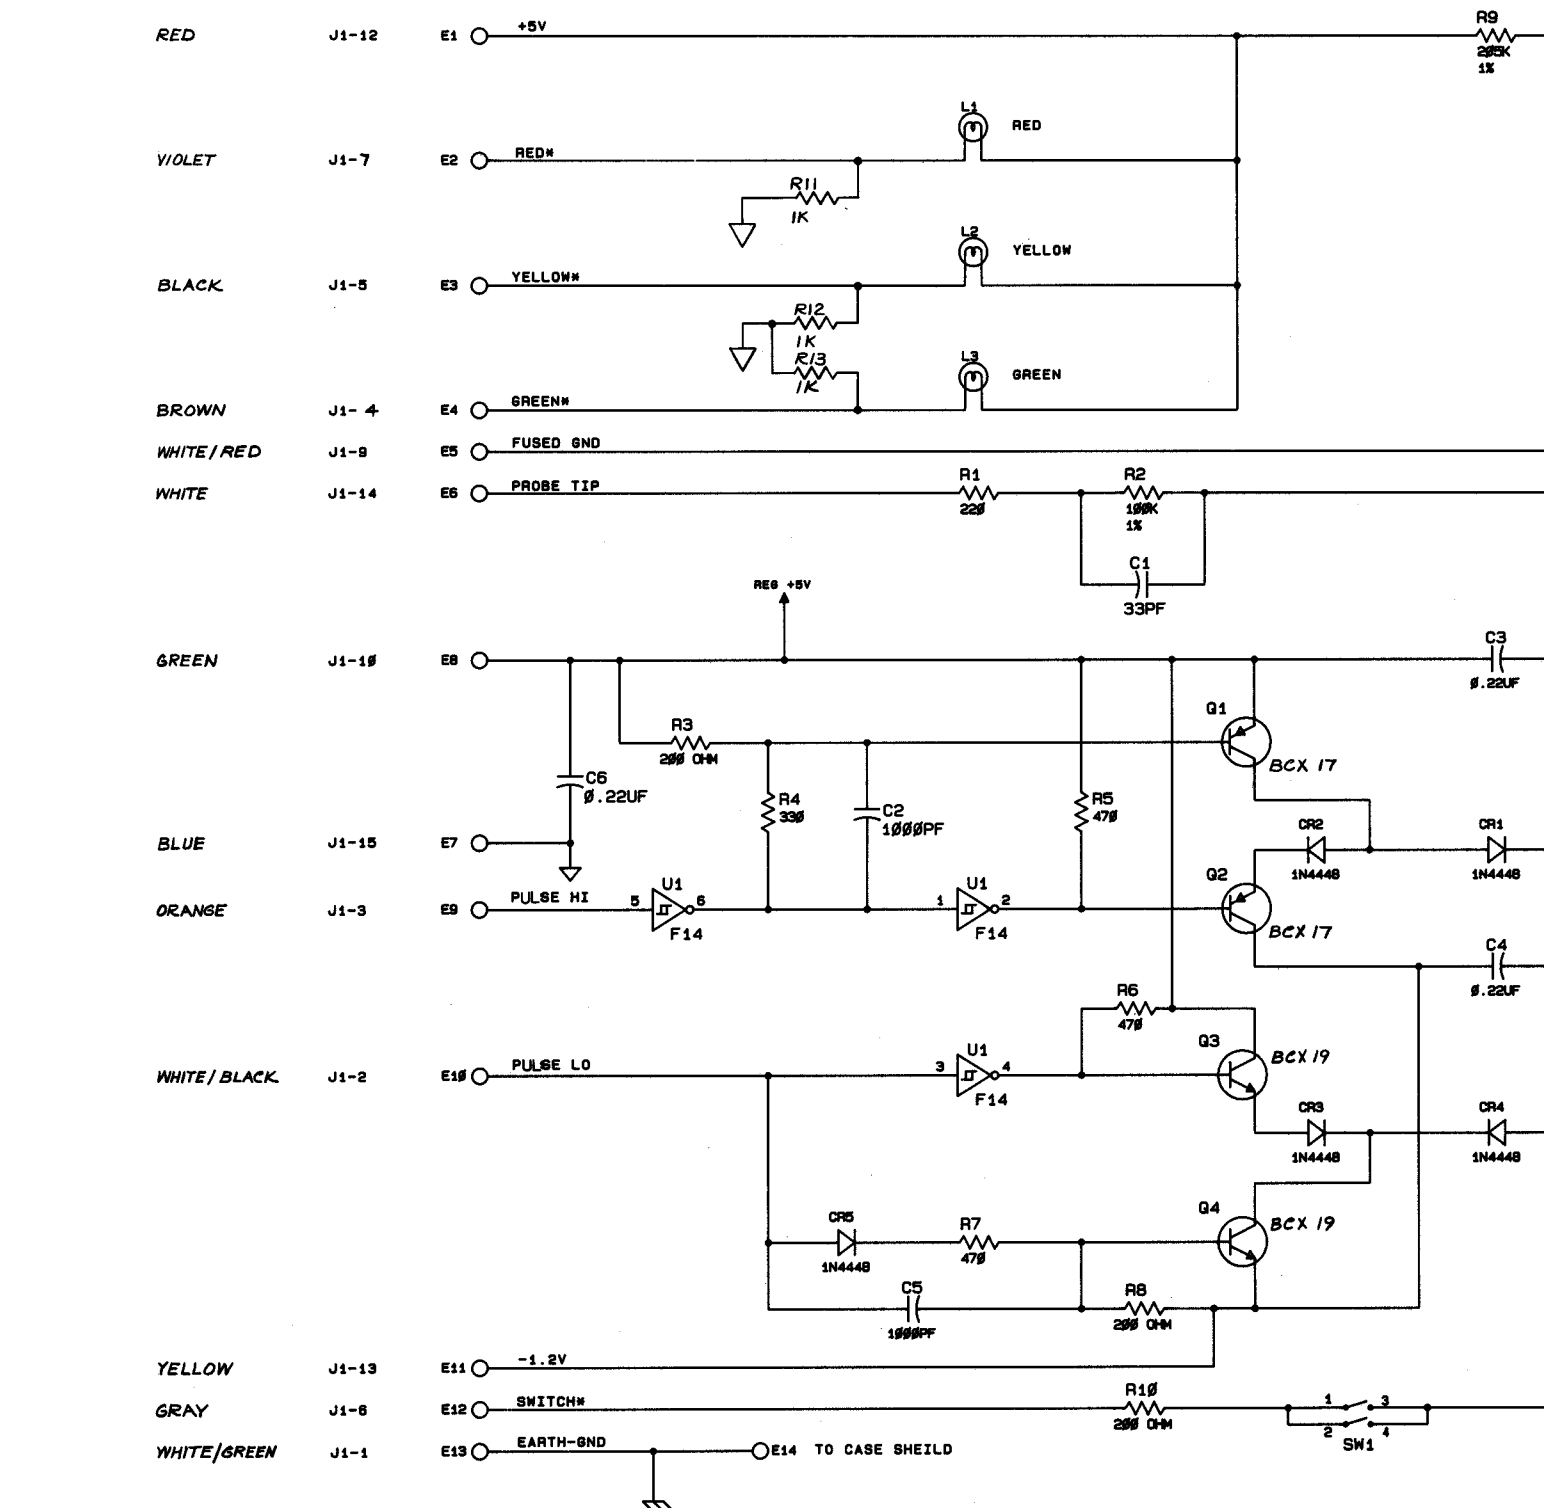 RED J1-12 E1 +5V
R9
205K
1%
L1
RED
VIOLET J1-7 E2 RED*
R11
1K
L2
YELLOW
BLACK J1-5 E3 YELLOW*
R12
1K
R13
1K
L3
GREEN
BROWN J1-4 E4 GREEN*
WHITE/RED J1-9 E5 FUSED GND
WHITE J1-14 E6 PROBE TIP
R1
220
R2
100K
1%
C1
33PF
REG +5V
GREEN J1-10 E8
C3
0.22UF
R3
200 OHM
Q1
BCX 17
C6
0.22UF
R4
330
C2
1000PF
R5
470
CR2
1N4448
CR1
1N4448
BLUE J1-15 E7
ORANGE J1-3 E9 PULSE HI
5 U1 6
F14
1 U1 2
F14
Q2
BCX 17
C4
0.22UF
R6
470
WHITE/BLACK J1-2 E10 PULSE LO
3 U1 4
F14
Q3
BCX 19
CR3
1N4448
CR4
1N4448
CR5
1N4448
R7
470
Q4
BCX 19
C5
1000PF
R8
200 OHM
YELLOW J1-13 E11 -1.2V
GRAY J1-6 E12 SWITCH*
R10
200 OHM
1 3
2 4
SW1
WHITE/GREEN J1-1 E13 EARTH-GND
E14 TO CASE SHEILD